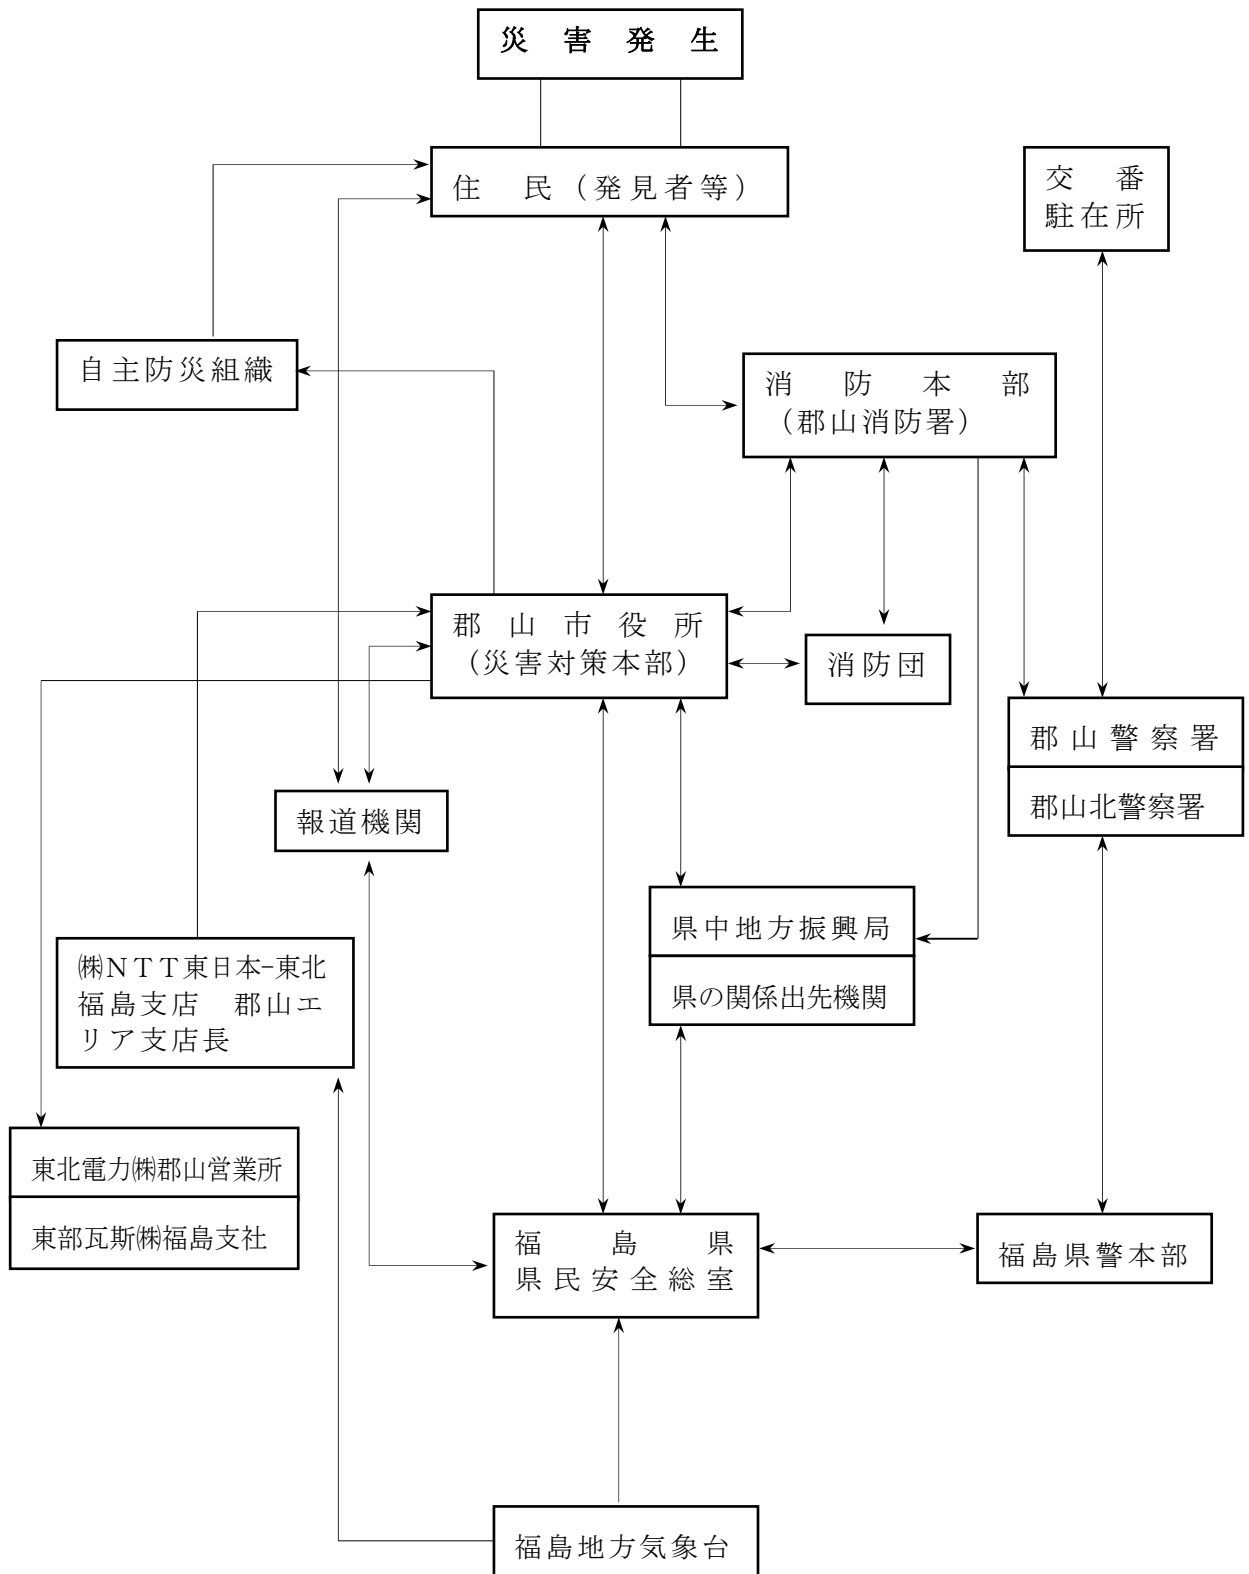 災　害　発　生
住　民（発見者等）
交　番
駐在所
自主防災組織
消　防　本　部
（郡山消防署）
郡　山　市　役　所
（災害対策本部）
消防団
郡山警察署
郡山北警察署
報道機関
県中地方振興局
県の関係出先機関
㈱ＮＴＴ東日本−東北
福島支店　郡山エ
リア支店長
東北電力㈱郡山営業所
東部瓦斯㈱福島支社
福　島　県
県民安全総室
福島県警本部
福島地方気象台